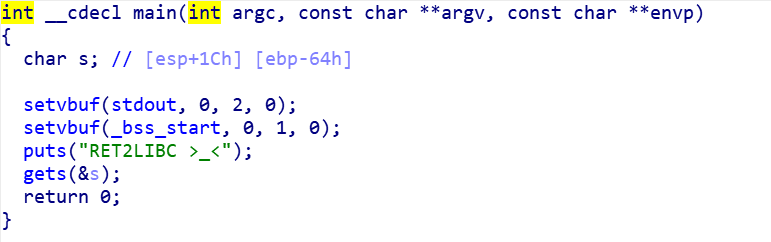 int __cdecl main(int argc, const char **argv, const char **envp)
{
char s; // [esp+1Ch] [ebp-64h]
setvbuf(stdout, 0, 2, 0);
setvbuf(_bss_start, 0, 1, 0);
puts("RET2LIBC >_<");
gets(&s);
return 0;
}